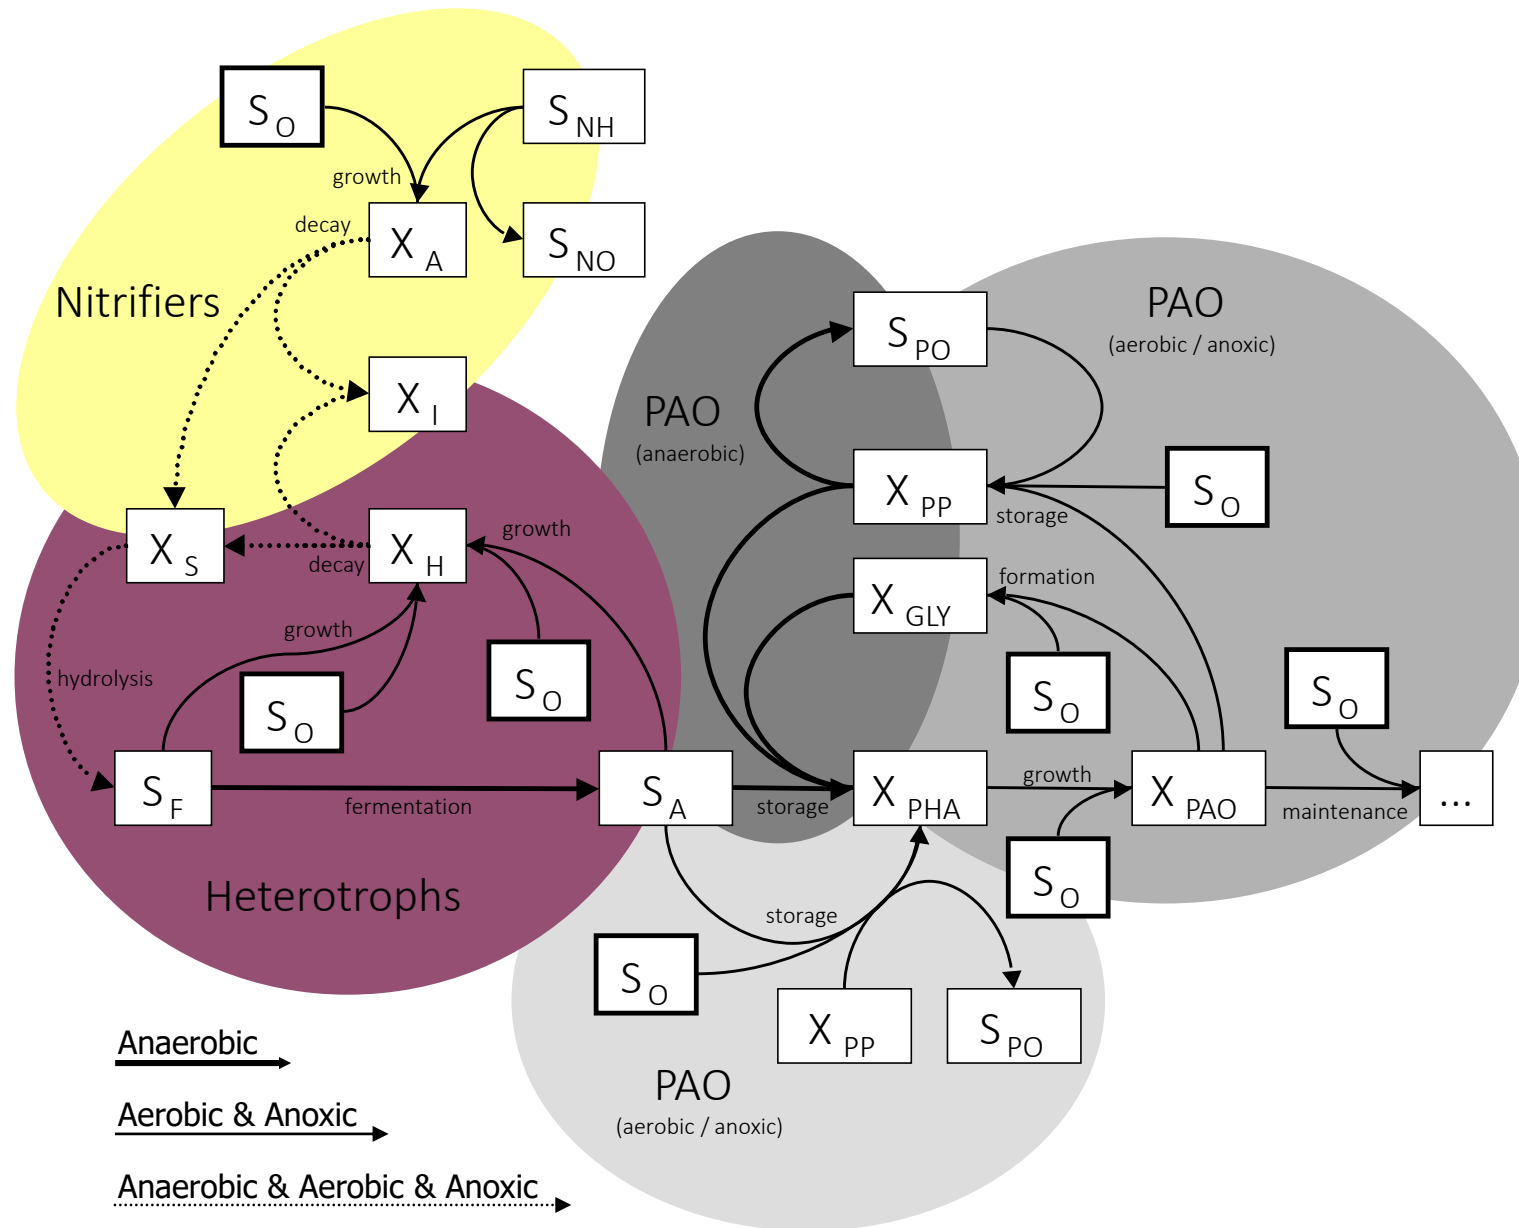 S O
S NH
growth
decay
X A
S NO
Nitrifiers
X I
X S
decay
X H
growth
growth
hydrolysis
S O
S O
S F
fermentation
S A
Heterotrophs
PAO
(anaerobic)
S PO
PAO
(aerobic / anoxic)
X PP
storage
S O
X GLY
formation
S O
S O
storage
X PHA
growth
X PAO
maintenance
...
S O
storage
S O
X PP
S PO
PAO
(aerobic / anoxic)
Anaerobic
Aerobic & Anoxic
Anaerobic & Aerobic & Anoxic